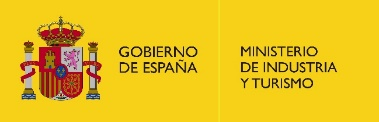 GOBIERNO
DE ESPAÑA
MINISTERIO
DE INDUSTRIA
Y TURISMO